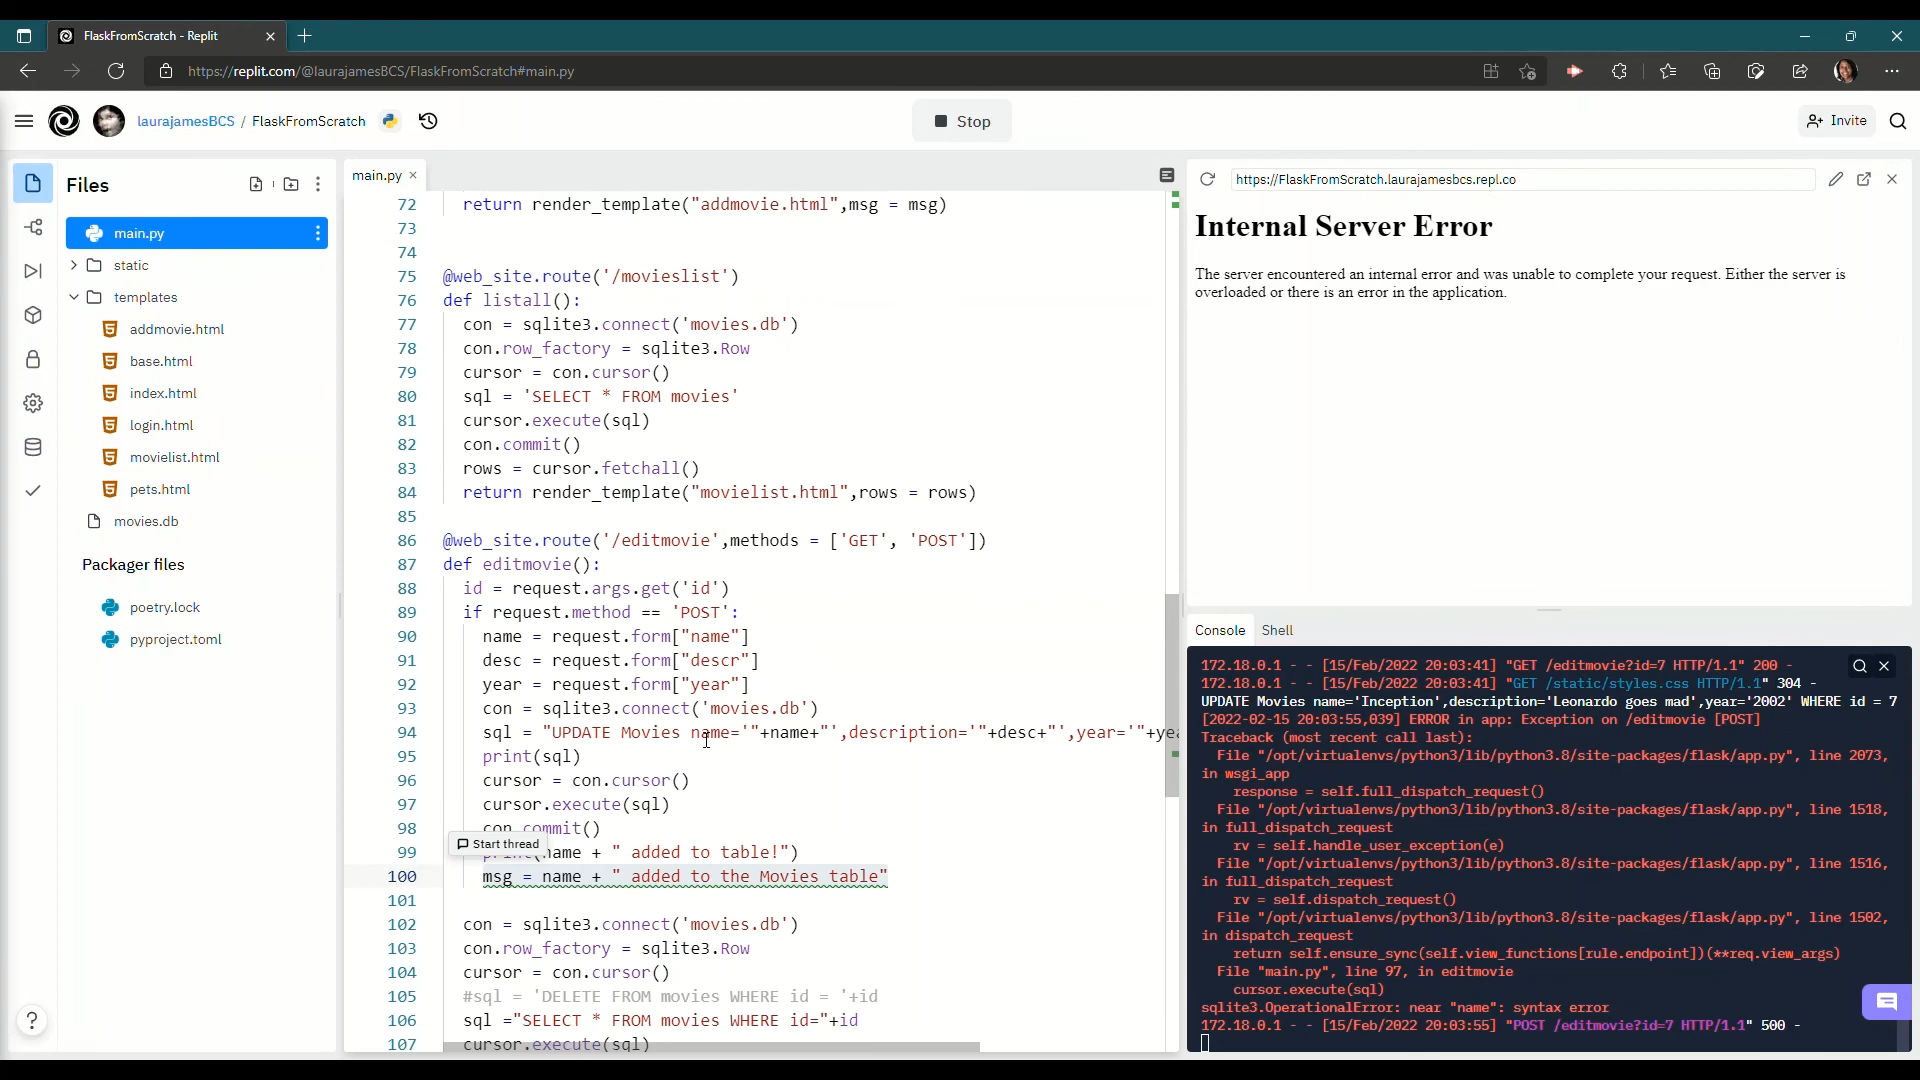 FlaskFromScratch - Replit
https://replit.com/@laurajamesBCS/FlaskFromScratch#main.py
laurajamesBCS / FlaskFromScratch
Stop
Invite
Files
main.py
static
templates
addmovie.html
base.html
index.html
login.html
movielist.html
pets.html
movies.db
Packager files
poetry.lock
pyproject.toml
?
main.py
72 return render_template("addmovie.html",msg = msg)
73
74
75 @web_site.route('/movieslist')
76 def listall():
77 con = sqlite3.connect('movies.db')
78 con.row_factory = sqlite3.Row
79 cursor = con.cursor()
80 sql = 'SELECT * FROM movies'
81 cursor.execute(sql)
82 con.commit()
83 rows = cursor.fetchall()
84 return render_template("movielist.html",rows = rows)
85
86 @web_site.route('/editmovie',methods = ['GET', 'POST'])
87 def editmovie():
88 id = request.args.get('id')
89 if request.method == 'POST':
90 name = request.form["name"]
91 desc = request.form["descr"]
92 year = request.form["year"]
93 con = sqlite3.connect('movies.db')
94 sql = "UPDATE Movies name='"+name+"',description='"+desc+"',year='"+yea
95 print(sql)
96 cursor = con.cursor()
97 cursor.execute(sql)
98 con.commit()
Start thread
99 print(name + " added to table!")
100 msg = name + " added to the Movies table"
101
102 con = sqlite3.connect('movies.db')
103 con.row_factory = sqlite3.Row
104 cursor = con.cursor()
105 #sql = 'DELETE FROM movies WHERE id = '+id
106 sql ="SELECT * FROM movies WHERE id="+id
107 cursor.execute(sql)
https://FlaskFromScratch.laurajamesbcs.repl.co
Internal Server Error
The server encountered an internal error and was unable to complete your request. Either the server is
overloaded or there is an error in the application.
Console Shell
172.18.0.1 - - [15/Feb/2022 20:03:41] "GET /editmovie?id=7 HTTP/1.1" 200 -
172.18.0.1 - - [15/Feb/2022 20:03:41] "GET /static/styles.css HTTP/1.1" 304 -
UPDATE Movies name='Inception',description='Leonardo goes mad',year='2002' WHERE id = 7
[2022-02-15 20:03:55,039] ERROR in app: Exception on /editmovie [POST]
Traceback (most recent call last):
File "/opt/virtualenvs/python3/lib/python3.8/site-packages/flask/app.py", line 2073,
in wsgi_app
response = self.full_dispatch_request()
File "/opt/virtualenvs/python3/lib/python3.8/site-packages/flask/app.py", line 1518,
in full_dispatch_request
rv = self.handle_user_exception(e)
File "/opt/virtualenvs/python3/lib/python3.8/site-packages/flask/app.py", line 1516,
in full_dispatch_request
rv = self.dispatch_request()
File "/opt/virtualenvs/python3/lib/python3.8/site-packages/flask/app.py", line 1502,
in dispatch_request
return self.ensure_sync(self.view_functions[rule.endpoint])(**req.view_args)
File "main.py", line 97, in editmovie
cursor.execute(sql)
sqlite3.OperationalError: near "name": syntax error
172.18.0.1 - - [15/Feb/2022 20:03:55] "POST /editmovie?id=7 HTTP/1.1" 500 -